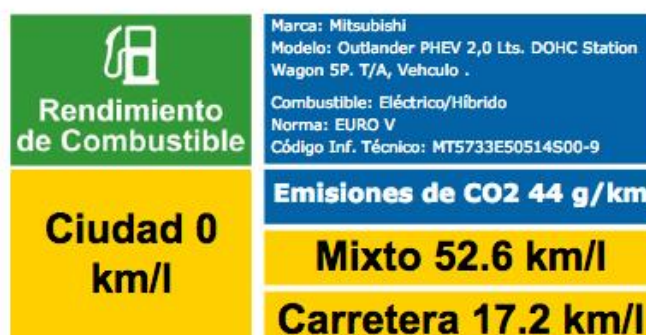 Rendimiento
de Combustible
Marca: Mitsubishi
Modelo: Outlander PHEV 2,0 Lts. DOHC Station
Wagon 5P. T/A, Vehculo .
Combustible: Eléctrico/Híbrido
Norma: EURO V
Código Inf. Técnico: MT5733E50514S00-9
Ciudad 0
km/l
Emisiones de CO2 44 g/km
Mixto 52.6 km/l
Carretera 17.2 km/l